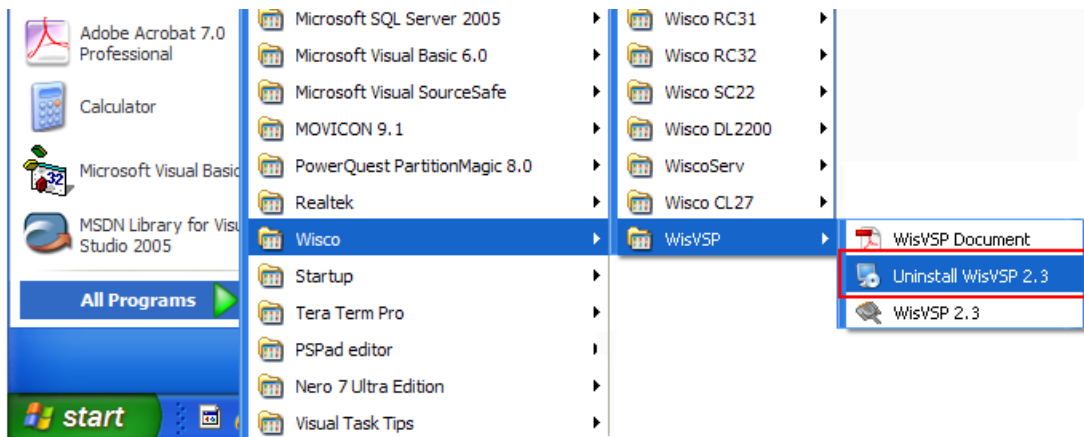 Adobe Acrobat 7.0
Professional
Calculator
Microsoft Visual Basic
32
MSDN Library for Visu
Studio 2005
All Programs
start
Microsoft SQL Server 2005
Microsoft Visual Basic 6.0
Microsoft Visual SourceSafe
MOVICON 9.1
PowerQuest PartitionMagic 8.0
Realtek
Wisco
Startup
Tera Term Pro
PSPad editor
Nero 7 Ultra Edition
Visual Task Tips
Wisco RC31
Wisco RC32
Wisco SC22
Wisco DL2200
WiscoServ
Wisco CL27
WisVSP
WisVSP Document
Uninstall WisVSP 2.3
WisVSP 2.3